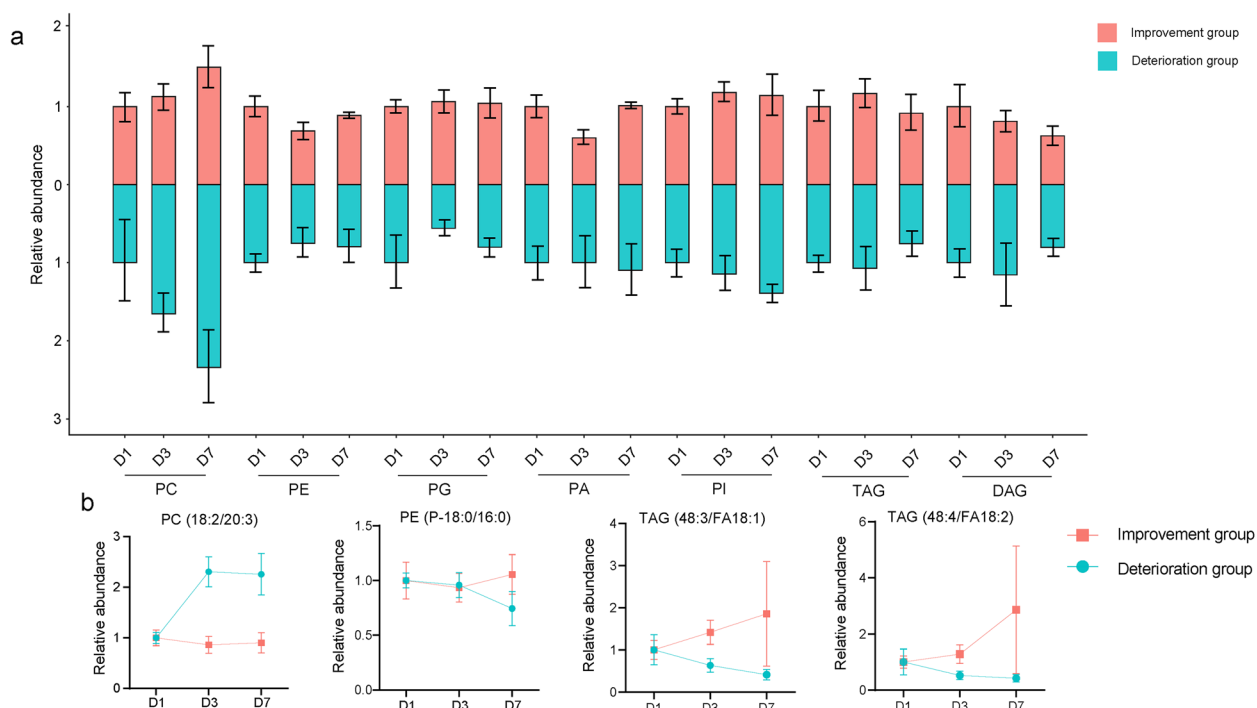 a
Improvement group
Deterioration group
Relative abundance
2
1
0
1
2
3
D1 D3 D7 D1 D3 D7 D1 D3 D7 D1 D3 D7 D1 D3 D7 D1 D3 D7 D1 D3 D7
PC PE PG PA PI TAG DAG
b
PC (18:2/20:3)
Relative abundance
3
2
1
0
D1 D3 D7
PE (P-18:0/16:0)
Relative abundance
1.5
1.0
0.5
0.0
D1 D3 D7
TAG (48:3/FA18:1)
Relative abundance
4
3
2
1
0
D1 D3 D7
TAG (48:4/FA18:2)
Relative abundance
6
4
2
0
D1 D3 D7
Improvement group
Deterioration group